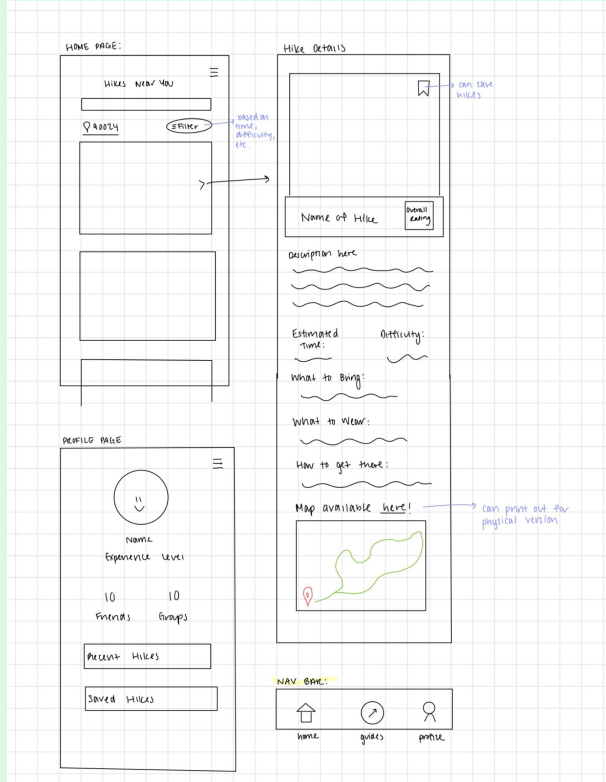 HOME PAGE:
Hikes Near You
90024
Filter
based on
time,
difficulty,
etc.
Hike Details
can save
hikes
Name of Hike
Overall
Rating
Description here
Estimated
Time:
Difficulty:
What to Bring:
What to Wear:
How to get there:
Map available here!
can print out for
physical version
PROFILE PAGE
Name
Experience Level
10
10
Friends
Groups
Recent Hikes
Saved Hikes
NAV BAR:
home
guides
profile